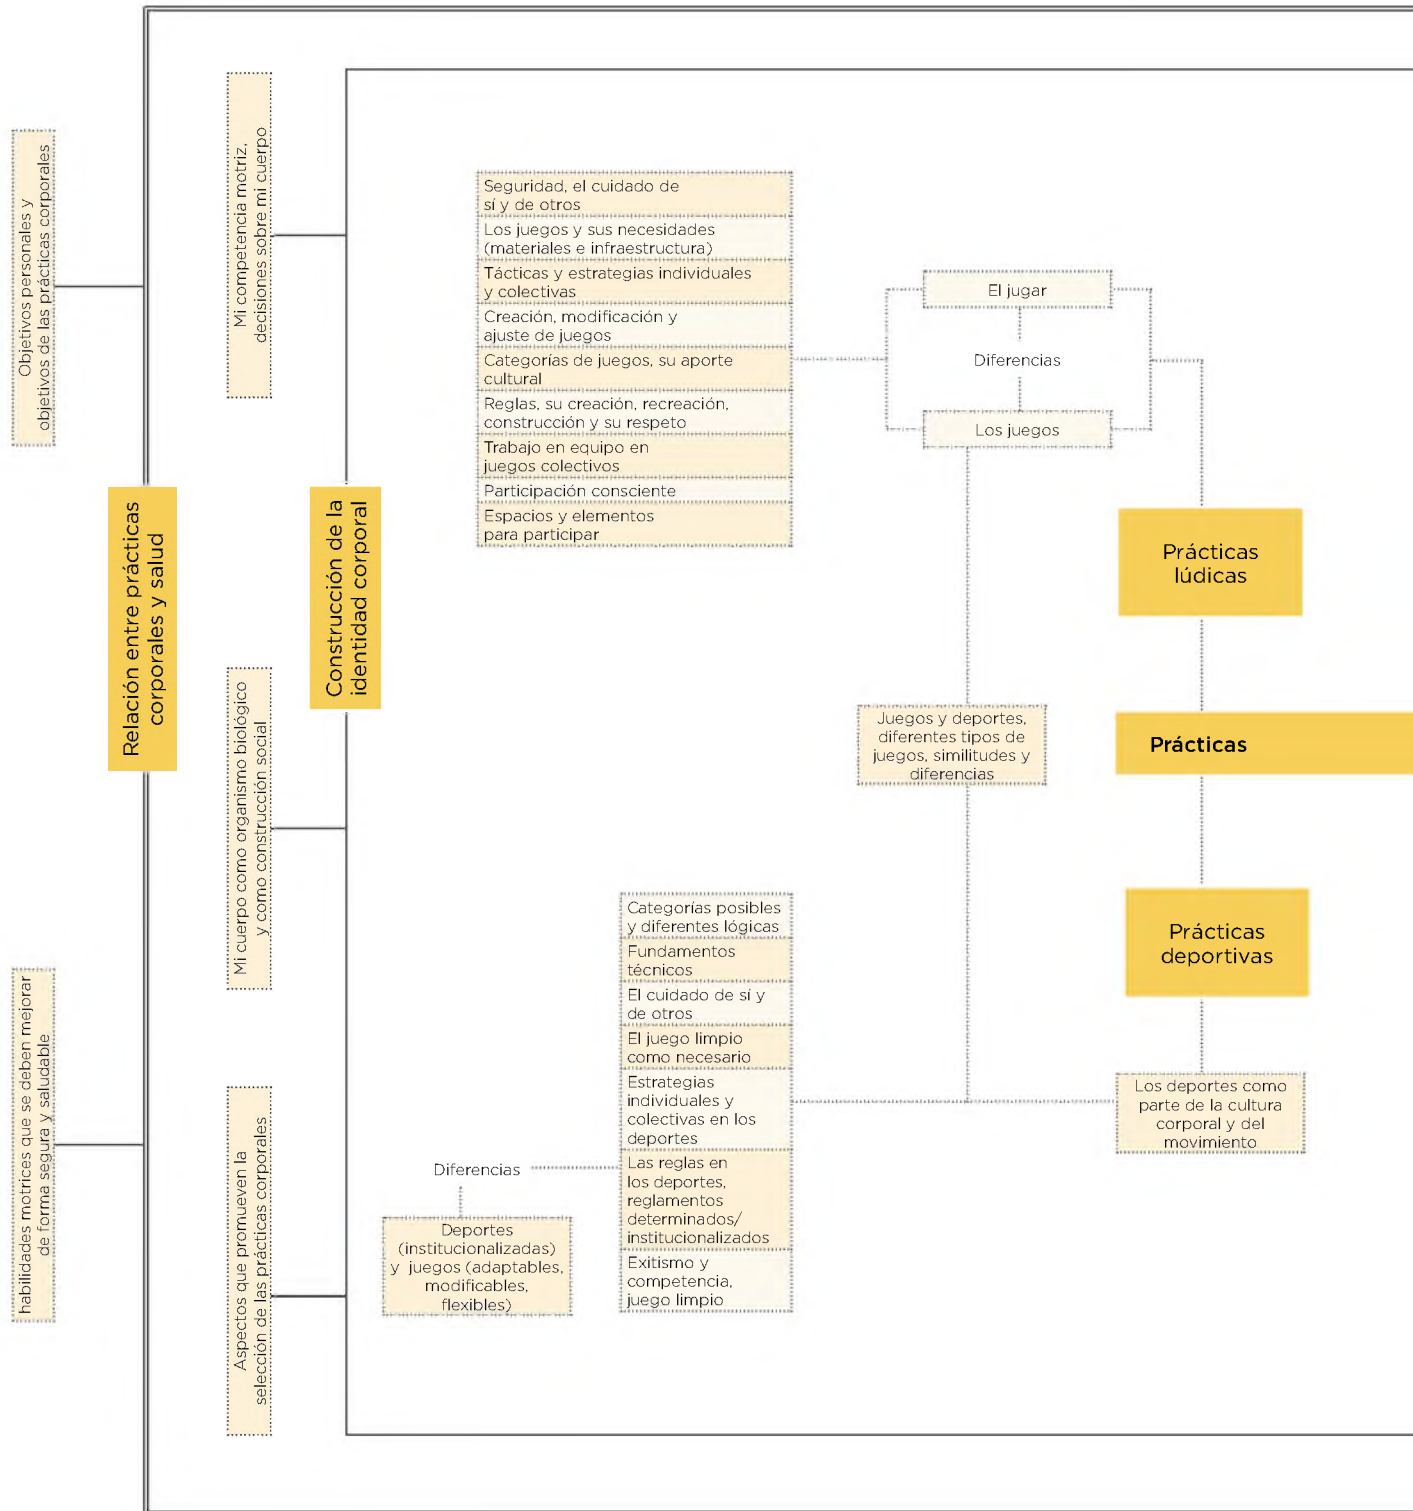 Objetivos personales y
objetivos de las prácticas corporales
Relación entre prácticas
corporales y salud
habilidades motrices que se deben mejorar
de forma segura y saludable
Mi competencia motriz,
decisiones sobre mi cuerpo
Construcción de la
identidad corporal
Mi cuerpo como organismo biológico
y como construcción social
Aspectos que promueven la
selección de las prácticas corporales
Seguridad, el cuidado de
sí y de otros
Los juegos y sus necesidades
(materiales e infraestructura)
Tácticas y estrategias individuales
y colectivas
Creación, modificación y
ajuste de juegos
Categorías de juegos, su aporte
cultural
Reglas, su creación, recreación,
construcción y su respeto
Trabajo en equipo en
juegos colectivos
Participación consciente
Espacios y elementos
para participar
El jugar
Diferencias
Los juegos
Prácticas
lúdicas
Juegos y deportes,
diferentes tipos de
juegos, similitudes y
diferencias
Prácticas
Prácticas
deportivas
Categorías posibles
y diferentes lógicas
Fundamentos
técnicos
El cuidado de sí y
de otros
El juego limpio
como necesario
Estrategias
individuales y
colectivas en los
deportes
Las reglas en
los deportes,
reglamentos
determinados/
institucionalizados
Exitismo y
competencia,
juego limpio
Los deportes como
parte de la cultura
corporal y del
movimiento
Diferencias
Deportes
(institucionalizadas)
y juegos (adaptables,
modificables,
flexibles)